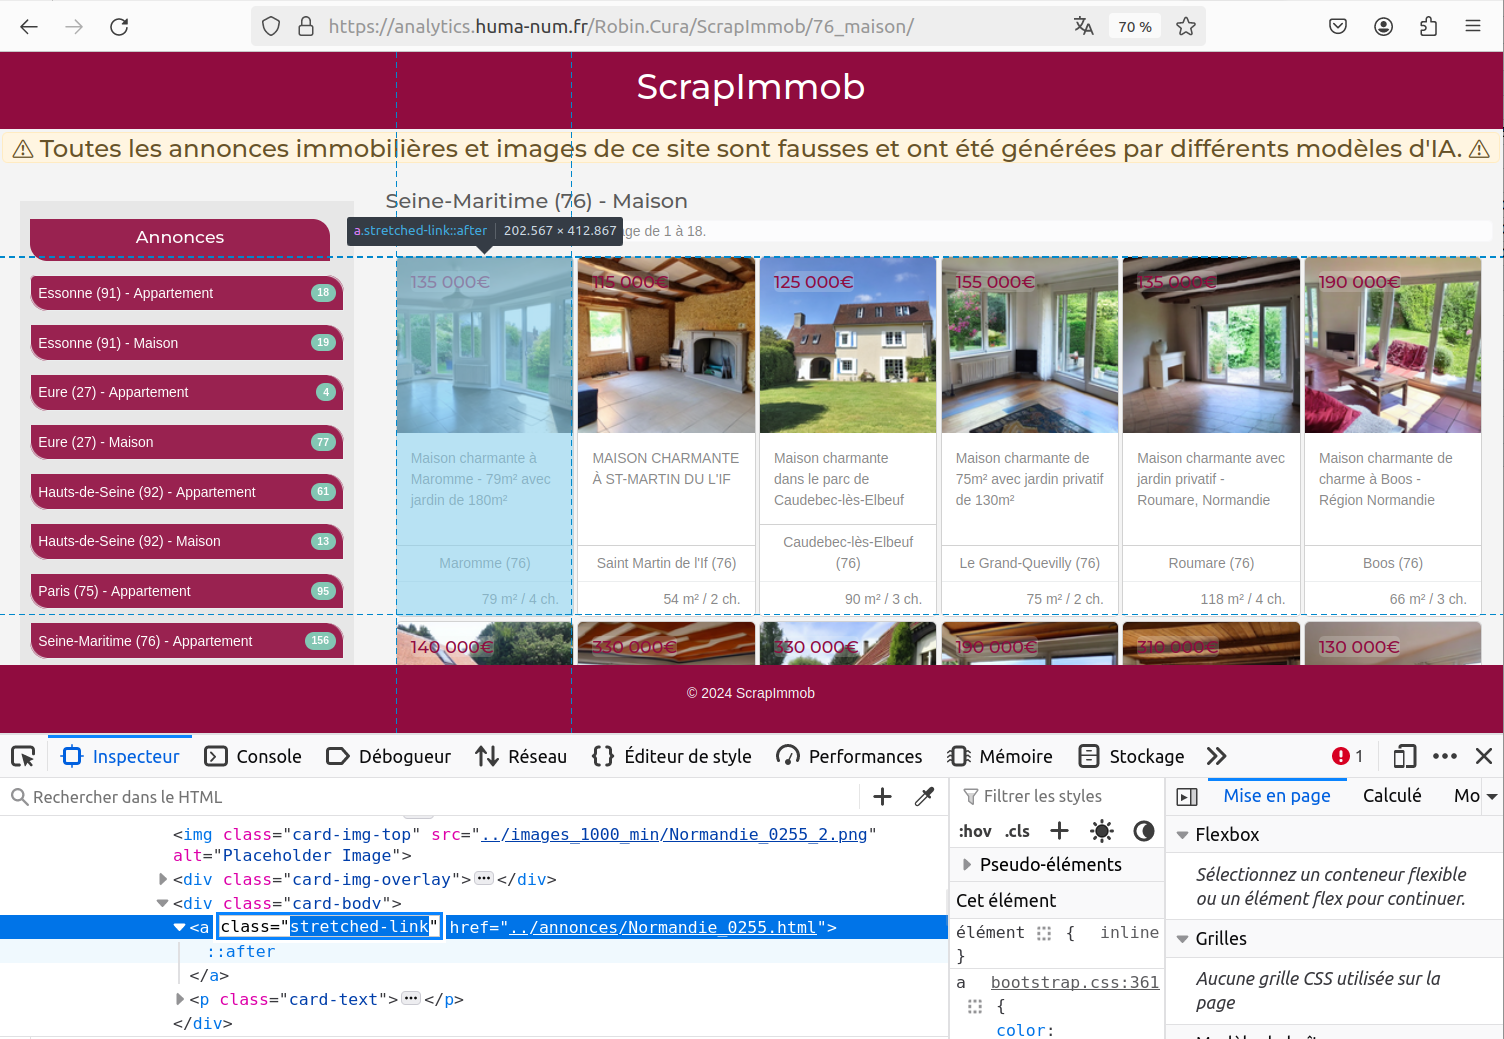 https://analytics.huma-num.fr/Robin.Cura/ScrapImmob/76_maison/
70 %
ScrapImmob
⚠ Toutes les annonces immobilières et images de ce site sont fausses et ont été générées par différents modèles d'IA. ⚠
Seine-Maritime (76) - Maison
a.stretched-link::after 202.567 × 412.867
ge de 1 à 18.
Annonces
Essonne (91) - Appartement 18
Essonne (91) - Maison 19
Eure (27) - Appartement 4
Eure (27) - Maison 77
Hauts-de-Seine (92) - Appartement 61
Hauts-de-Seine (92) - Maison 13
Paris (75) - Appartement 95
Seine-Maritime (76) - Appartement 156
135 000€
Maison charmante à
Maromme - 79m² avec
jardin de 180m²
Maromme (76)
79 m² / 4 ch.
115 000€
MAISON CHARMANTE
À ST-MARTIN DU L'IF
Saint Martin de l'If (76)
54 m² / 2 ch.
125 000€
Maison charmante
dans le parc de
Caudebec-lès-Elbeuf
Caudebec-lès-Elbeuf
(76)
90 m² / 3 ch.
155 000€
Maison charmante de
75m² avec jardin privatif
de 130m²
Le Grand-Quevilly (76)
75 m² / 2 ch.
135 000€
Maison charmante avec
jardin privatif -
Roumare, Normandie
Roumare (76)
118 m² / 4 ch.
190 000€
Maison charmante de
charme à Boos -
Région Normandie
Boos (76)
66 m² / 3 ch.
140 000€
330 000€
330 000€
190 000€
310 000€
130 000€
© 2024 ScrapImmob
Inspecteur Console Débogueur Réseau Éditeur de style Performances Mémoire Stockage 1
Rechercher dans le HTML
<img class="card-img-top" src="../images_1000_min/Normandie_0255_2.png"
alt="Placeholder Image">
<div class="card-img-overlay"></div>
<div class="card-body">
<a class="stretched-link" href="../annonces/Normandie_0255.html">
::after
</a>
<p class="card-text"></p>
</div>
Filtrer les styles
:hov .cls
Pseudo-éléments
Cet élément
élément { inline
}
a bootstrap.css:361
{
color:
Mise en page Calculé Mo
Flexbox
Sélectionnez un conteneur flexible
ou un élément flex pour continuer.
Grilles
Aucune grille CSS utilisée sur la
page